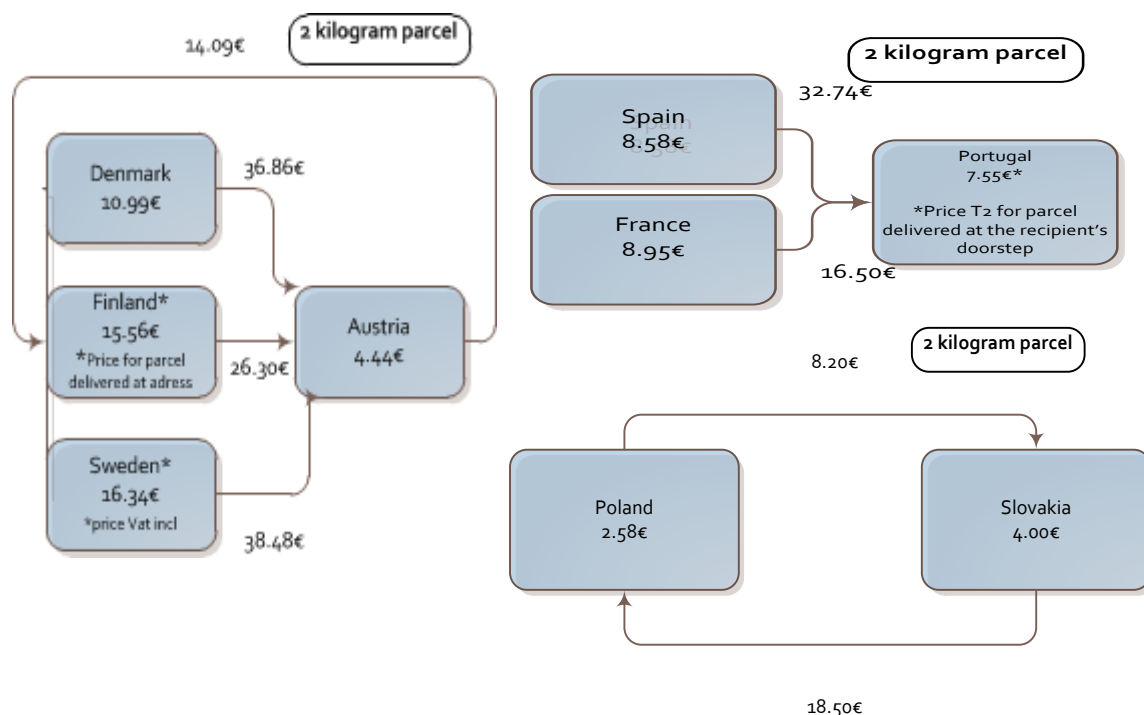 14.09€
2 kilogram parcel
Denmark
10.99€
36.86€
Finland*
15.56€
*Price for parcel
delivered at adress
26.30€
Austria
4.44€
Sweden*
16.34€
*price Vat incl
38.48€
2 kilogram parcel
32.74€
Spain
8.58€
France
8.95€
16.50€
Portugal
7.55€*
*Price T2 for parcel
delivered at the recipient's
doorstep
2 kilogram parcel
8.20€
Poland
2.58€
Slovakia
4.00€
18.50€